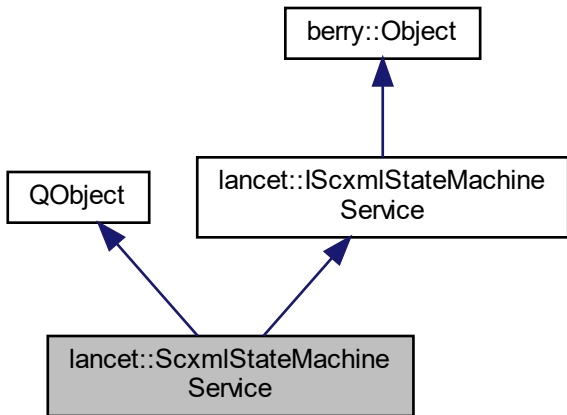 berry::Object
QObject
lancet::IScxmlStateMachine
Service
lancet::ScxmlStateMachine
Service